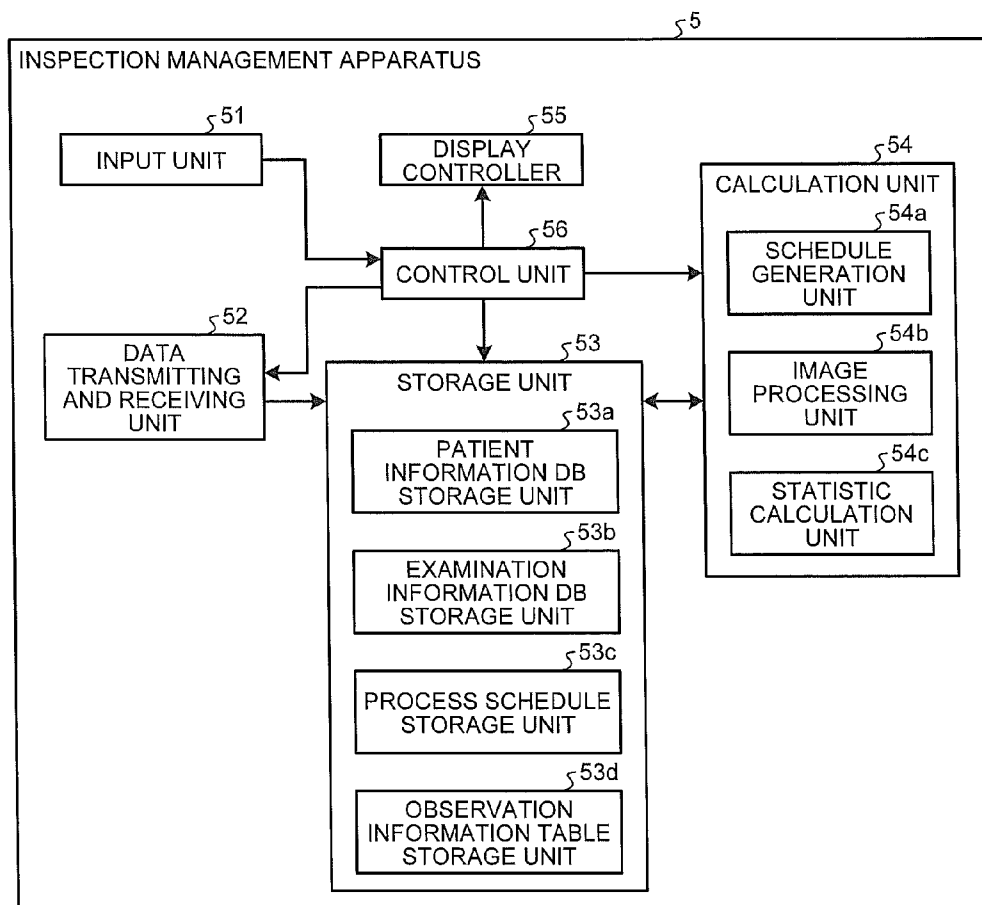 5
INSPECTION MANAGEMENT APPARATUS
51
INPUT UNIT
55
DISPLAY
CONTROLLER
56
CONTROL UNIT
52
DATA
TRANSMITTING
AND RECEIVING
UNIT
53
STORAGE UNIT
53a
PATIENT
INFORMATION DB
STORAGE UNIT
53b
EXAMINATION
INFORMATION DB
STORAGE UNIT
53c
PROCESS SCHEDULE
STORAGE UNIT
53d
OBSERVATION
INFORMATION TABLE
STORAGE UNIT
54
CALCULATION UNIT
54a
SCHEDULE
GENERATION
UNIT
54b
IMAGE
PROCESSING
UNIT
54c
STATISTIC
CALCULATION
UNIT